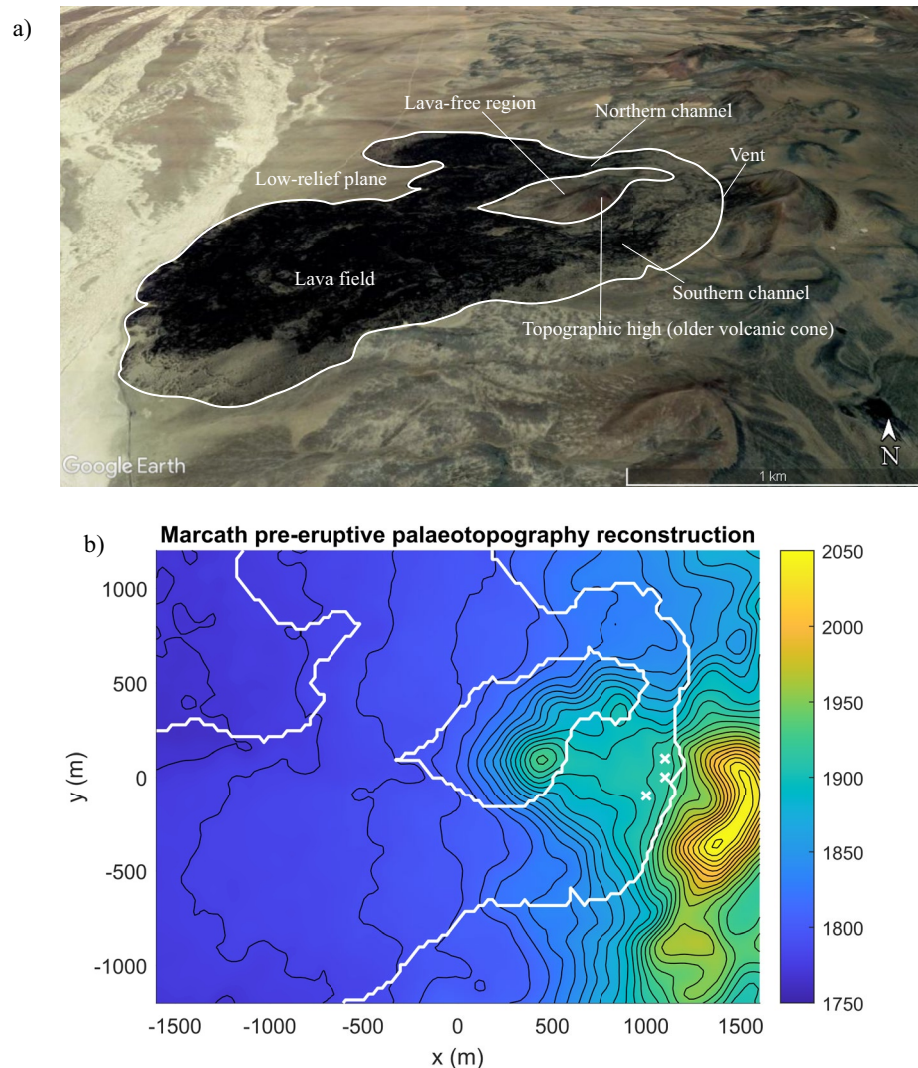 a)
Lava-free region
Northern channel
Vent
Low-relief plane
Lava field
Southern channel
Topographic high (older volcanic cone)
N
Google Earth
1 km
b)
Marcath pre-eruptive palaeotopography reconstruction
1000
500
0
-500
-1000
y (m)
-1500
-1000
-500
0
500
1000
1500
x (m)
2050
2000
1950
1900
1850
1800
1750